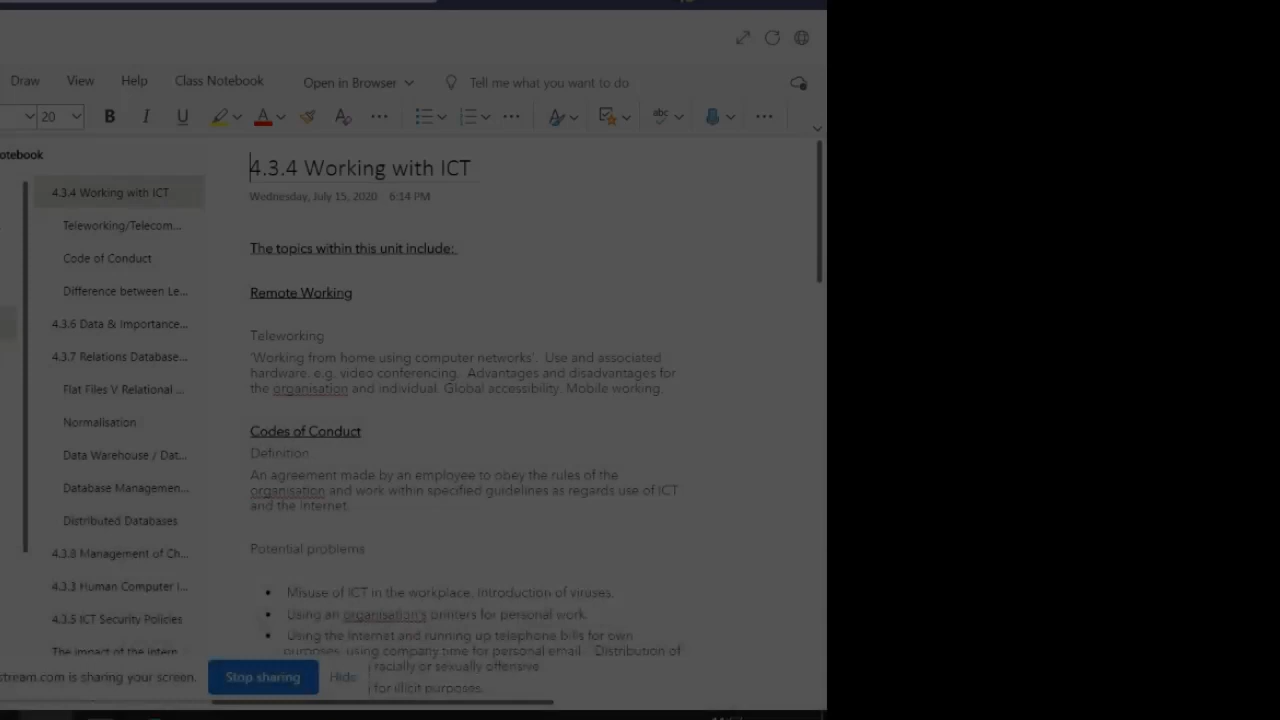 Draw View Help Class Notebook Open in Browser Tell me what you want to do
20 B I U A abc
otebook
4.3.4 Working with ICT
Teleworking/Telecom...
Code of Conduct
Difference between Le...
4.3.6 Data & Importance...
4.3.7 Relations Database...
Flat Files V Relational ...
Normalisation
Data Warehouse / Dat...
Database Managemen...
Distributed Databases
4.3.8 Management of Ch...
4.3.3 Human Computer I...
4.3.5 ICT Security Policies
The impact of the Intern...
4.3.4 Working with ICT
Wednesday, July 15, 2020 6:14 PM
The topics within this unit include:
Remote Working
Teleworking
'Working from home using computer networks'. Use and associated
hardware. e.g. video conferencing. Advantages and disadvantages for
the organisation and individual. Global accessibility. Mobile working.
Codes of Conduct
Definition
An agreement made by an employee to obey the rules of the
organisation and work within specified guidelines as regards use of ICT
and the Internet.
Potential problems
• Misuse of ICT in the workplace. Introduction of viruses.
• Using an organisation's printers for personal work.
• Using the Internet and running up telephone bills for own
purposes, using company time for personal email. Distribution of
racially or sexually offensive
for illicit purposes.
stream.com is sharing your screen. Stop sharing Hide